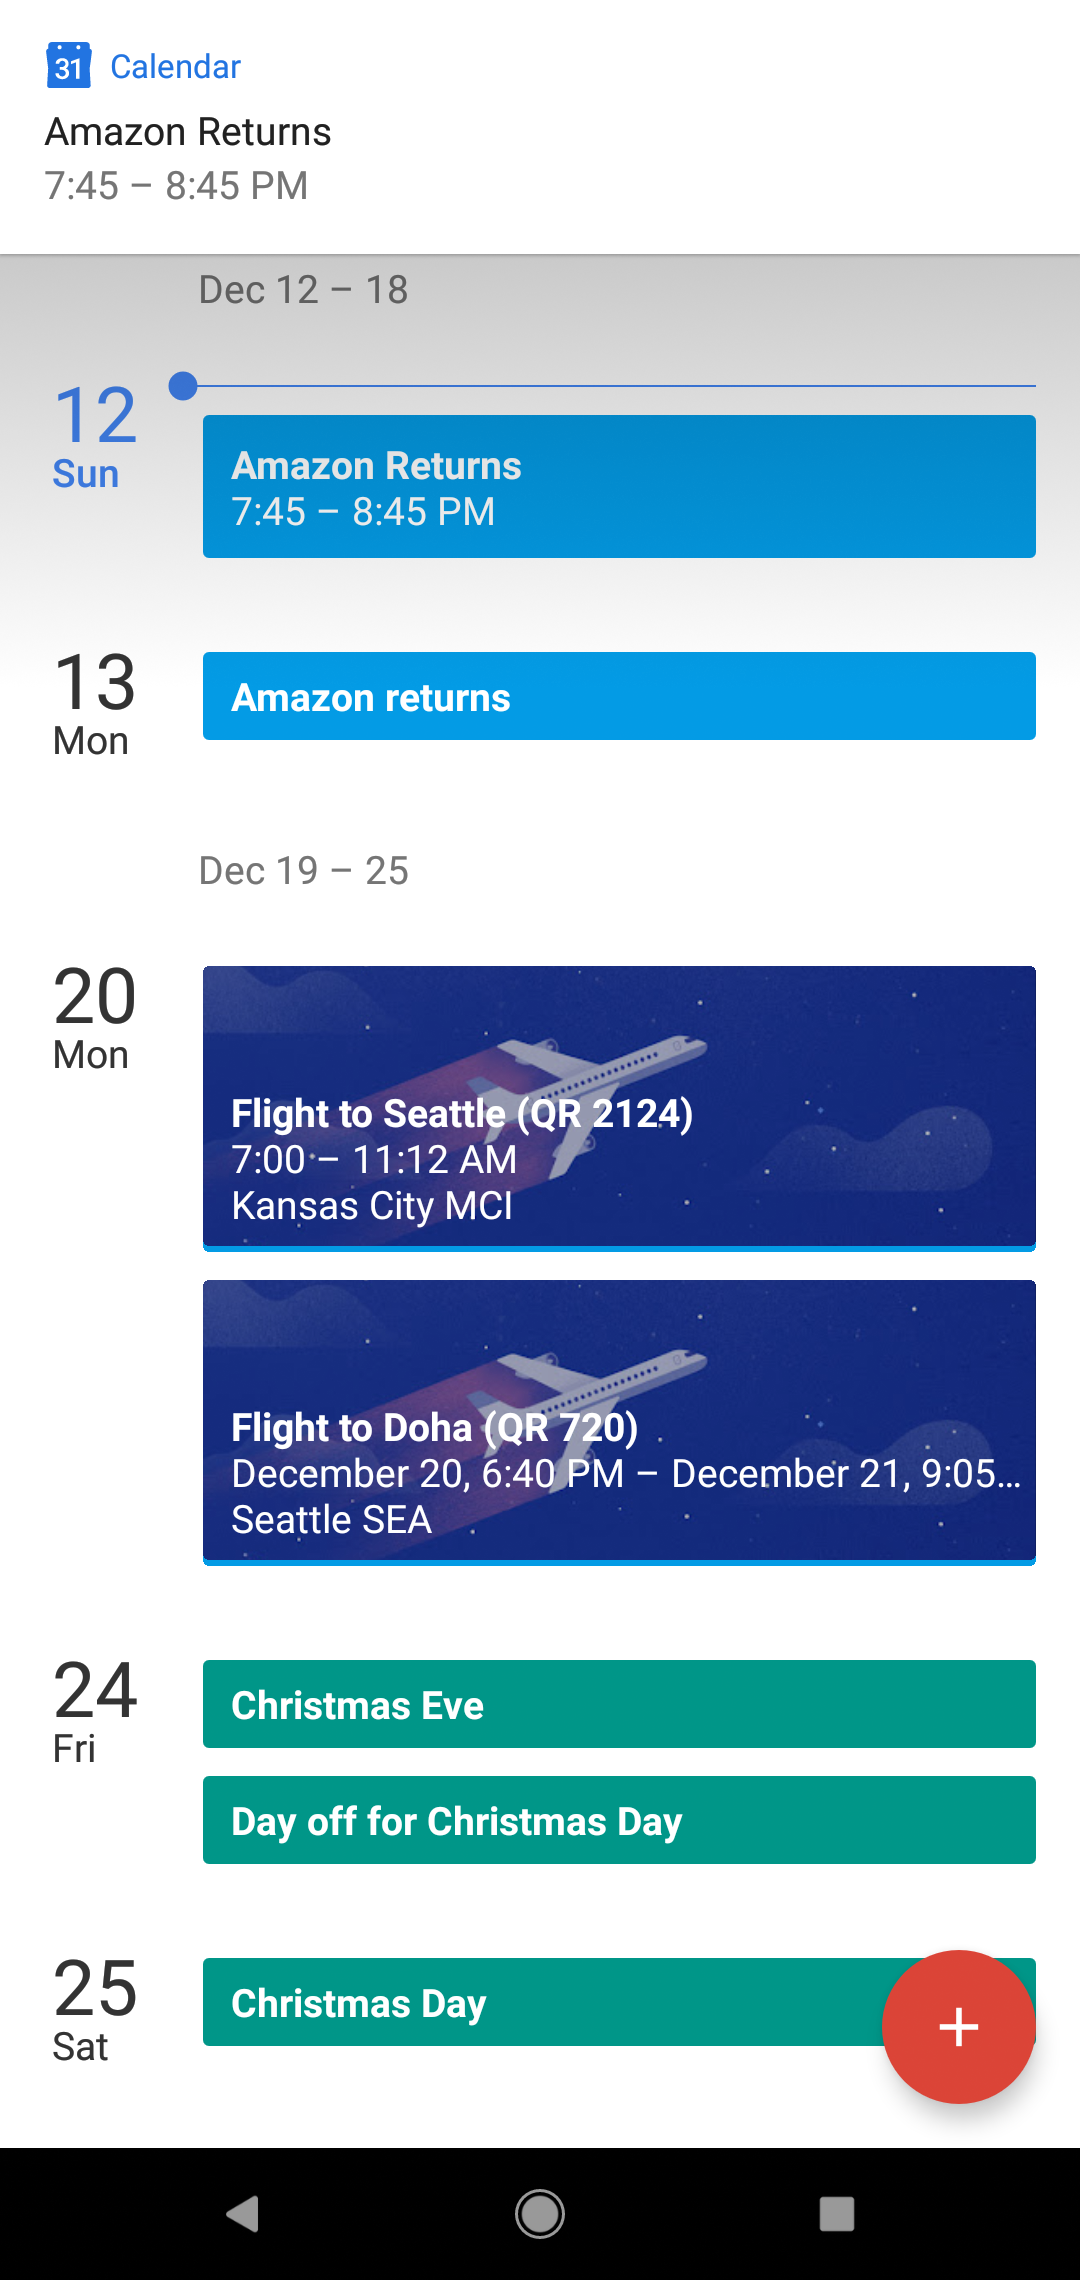 31 Calendar
Amazon Returns
7:45 – 8:45 PM
Dec 12 – 18
12
Sun
Amazon Returns
7:45 – 8:45 PM
13
Mon
Amazon returns
Dec 19 – 25
20
Mon
Flight to Seattle (QR 2124)
7:00 – 11:12 AM
Kansas City MCI
Flight to Doha (QR 720)
December 20, 6:40 PM – December 21, 9:05...
Seattle SEA
24
Fri
Christmas Eve
Day off for Christmas Day
25
Sat
Christmas Day